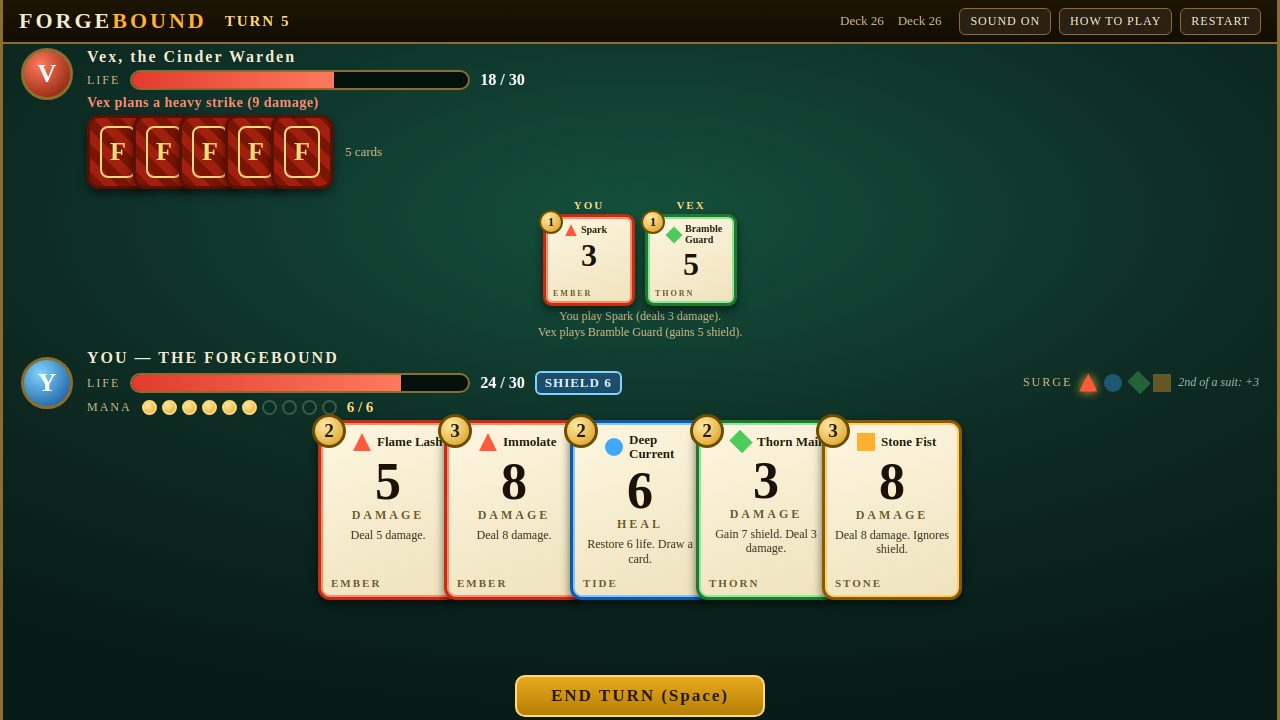 FORGEBOUND TURN 5 Deck 26 Deck 26 SOUND ON HOW TO PLAY RESTART
V
Vex, the Cinder Warden
LIFE 18 / 30
Vex plans a heavy strike (9 damage)
F F F F F 5 cards
YOU VEX
1 Spark
3
EMBER
1 Bramble
Guard
5
THORN
You play Spark (deals 3 damage).
Vex plays Bramble Guard (gains 5 shield).
Y
YOU — THE FORGEBOUND
LIFE 24 / 30 SHIELD 6
MANA 6 / 6
SURGE 2nd of a suit: +3
2 Flame Lash
5
DAMAGE
Deal 5 damage.
EMBER
3 Immolate
8
DAMAGE
Deal 8 damage.
EMBER
2 Deep
Current
6
HEAL
Restore 6 life. Draw a
card.
TIDE
2 Thorn Mail
3
DAMAGE
Gain 7 shield. Deal 3
damage.
THORN
3 Stone Fist
8
DAMAGE
Deal 8 damage. Ignores
shield.
STONE
END TURN (Space)